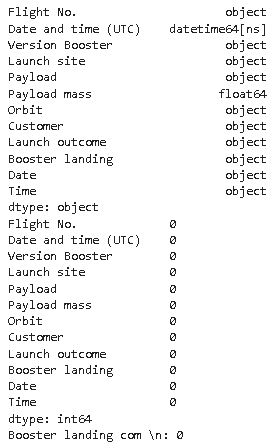 Flight No. object
Date and time (UTC) datetime64[ns]
Version Booster object
Launch site object
Payload object
Payload mass float64
Orbit object
Customer object
Launch outcome object
Booster landing object
Date object
Time object
dtype: object
Flight No. 0
Date and time (UTC) 0
Version Booster 0
Launch site 0
Payload 0
Payload mass 0
Orbit 0
Customer 0
Launch outcome 0
Booster landing 0
Date 0
Time 0
dtype: int64
Booster landing com \n: 0